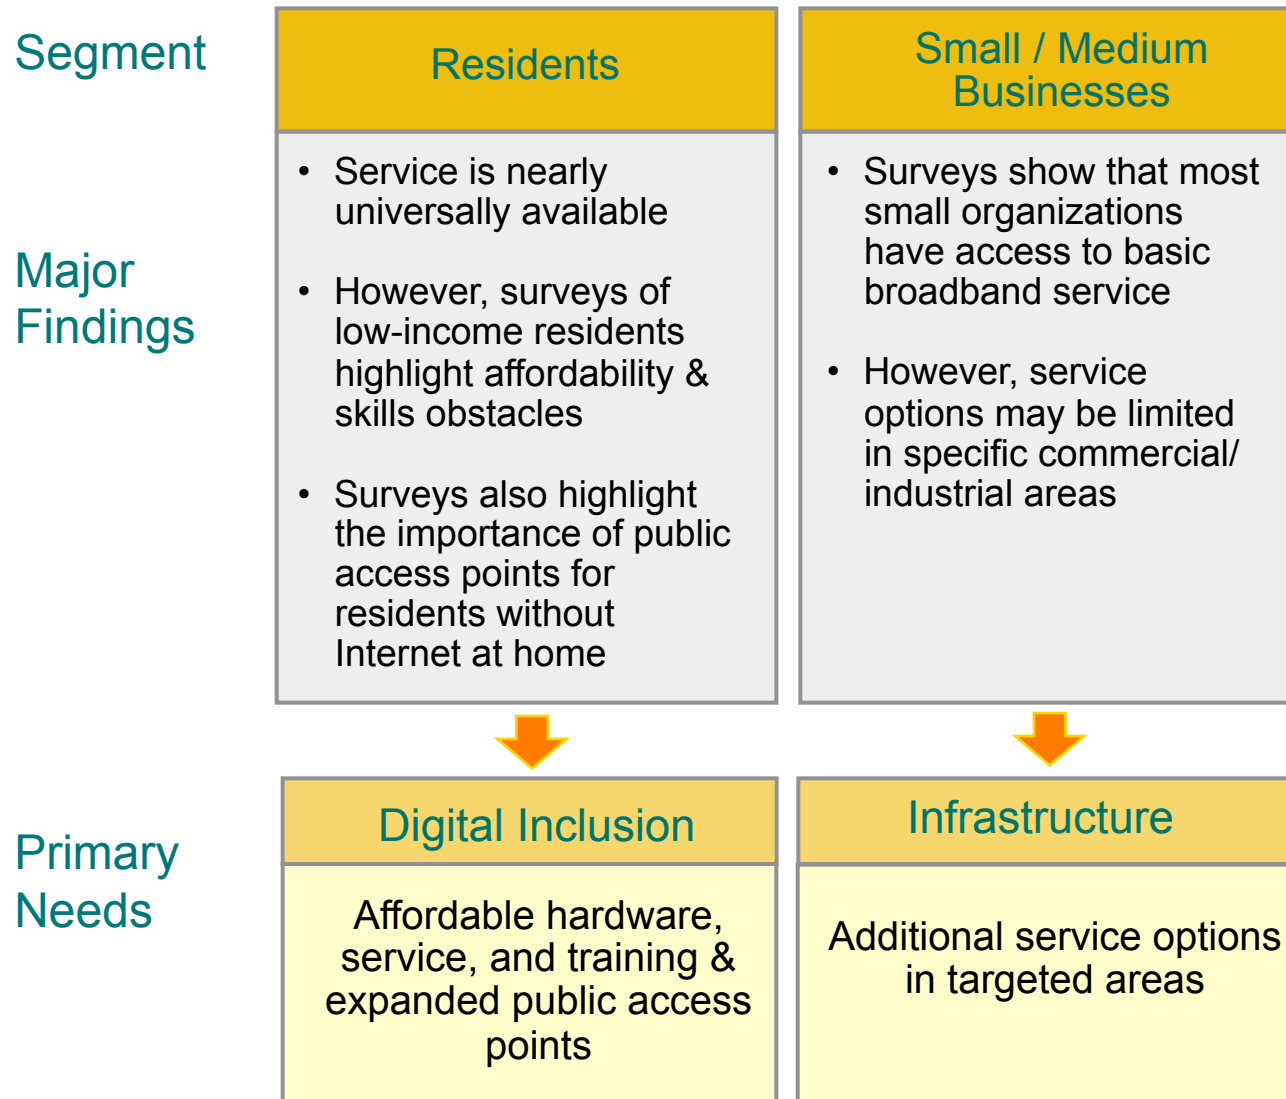 Segment
Residents
Small / Medium
Businesses
Major
Findings
• Service is nearly
universally available
• However, surveys of
low-income residents
highlight affordability &
skills obstacles
• Surveys also highlight
the importance of public
access points for
residents without
Internet at home
• Surveys show that most
small organizations
have access to basic
broadband service
• However, service
options may be limited
in specific commercial/
industrial areas
Primary
Needs
Digital Inclusion
Affordable hardware,
service, and training &
expanded public access
points
Infrastructure
Additional service options
in targeted areas